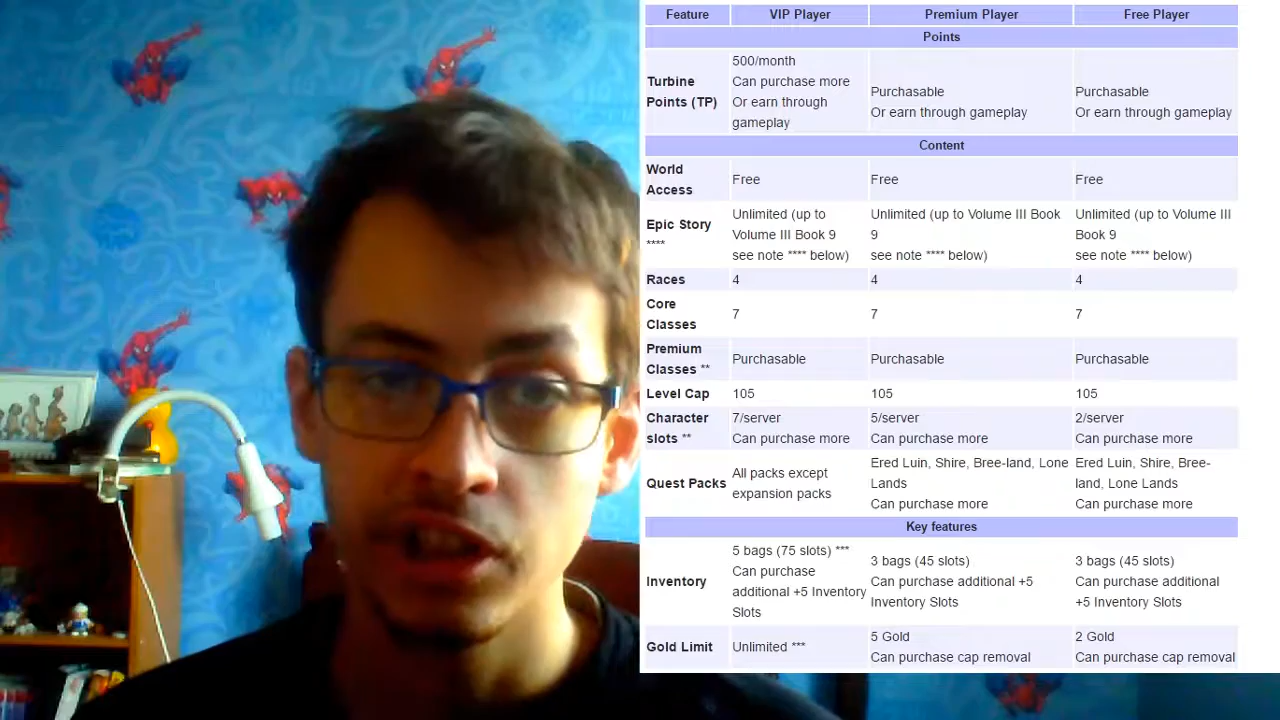 Feature VIP Player Premium Player Free Player
Points
Turbine Points (TP)
500/month
Can purchase more
Or earn through
gameplay
Purchasable
Or earn through gameplay
Purchasable
Or earn through gameplay
Content
World
Access
Free
Free
Free
Epic Story
****
Unlimited (up to
Volume III Book 9
see note **** below)
Unlimited (up to Volume III Book
9
see note **** below)
Unlimited (up to Volume III
Book 9
see note **** below)
Races 4 4 4
Core
Classes
7
7
7
Premium
Classes **
Purchasable
Purchasable
Purchasable
Level Cap 105 105 105
Character
slots **
7/server
Can purchase more
5/server
Can purchase more
2/server
Can purchase more
Quest Packs
All packs except
expansion packs
Ered Luin, Shire, Bree-land, Lone
Lands
Can purchase more
Ered Luin, Shire, Bree-
land, Lone Lands
Can purchase more
Key features
Inventory
5 bags (75 slots) ***
Can purchase
additional +5 Inventory
Slots
3 bags (45 slots)
Can purchase additional +5
Inventory Slots
3 bags (45 slots)
Can purchase additional
+5 Inventory Slots
Gold Limit
Unlimited ***
5 Gold
Can purchase cap removal
2 Gold
Can purchase cap removal